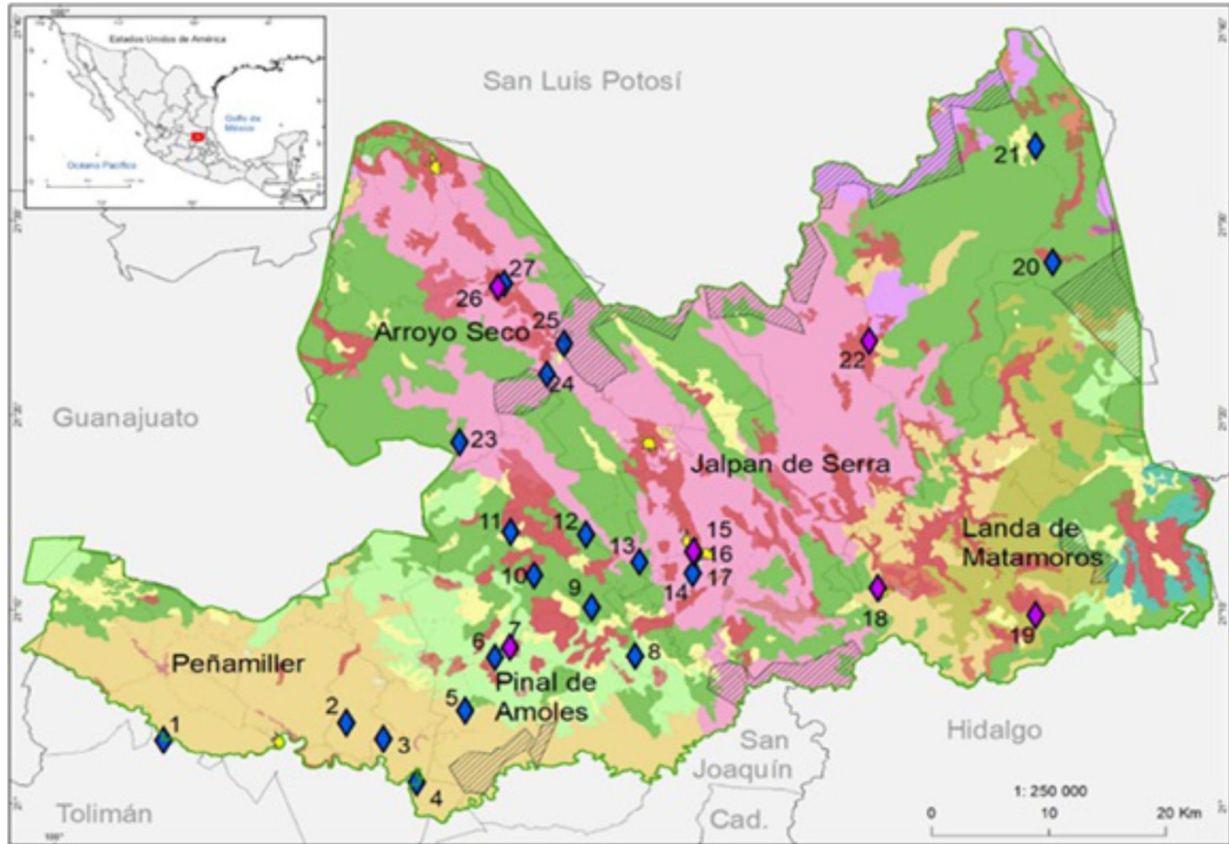 Estados Unidos de América
Golfo de
México
Océano Pacífico
San Luis Potosí
21
20
27
26
Arroyo Seco
25
22
24
Guanajuato
23
Jalpan de Serra
11
12
15
Landa de
Matamoros
13
16
10
14
17
9
18
19
7
6
8
Peñamiller
Pinal de
Amoles
5
2
1
3
Hidalgo
San
Joaquín
4
1: 250 000
Tolimán
Cad.
0
10
20 Km